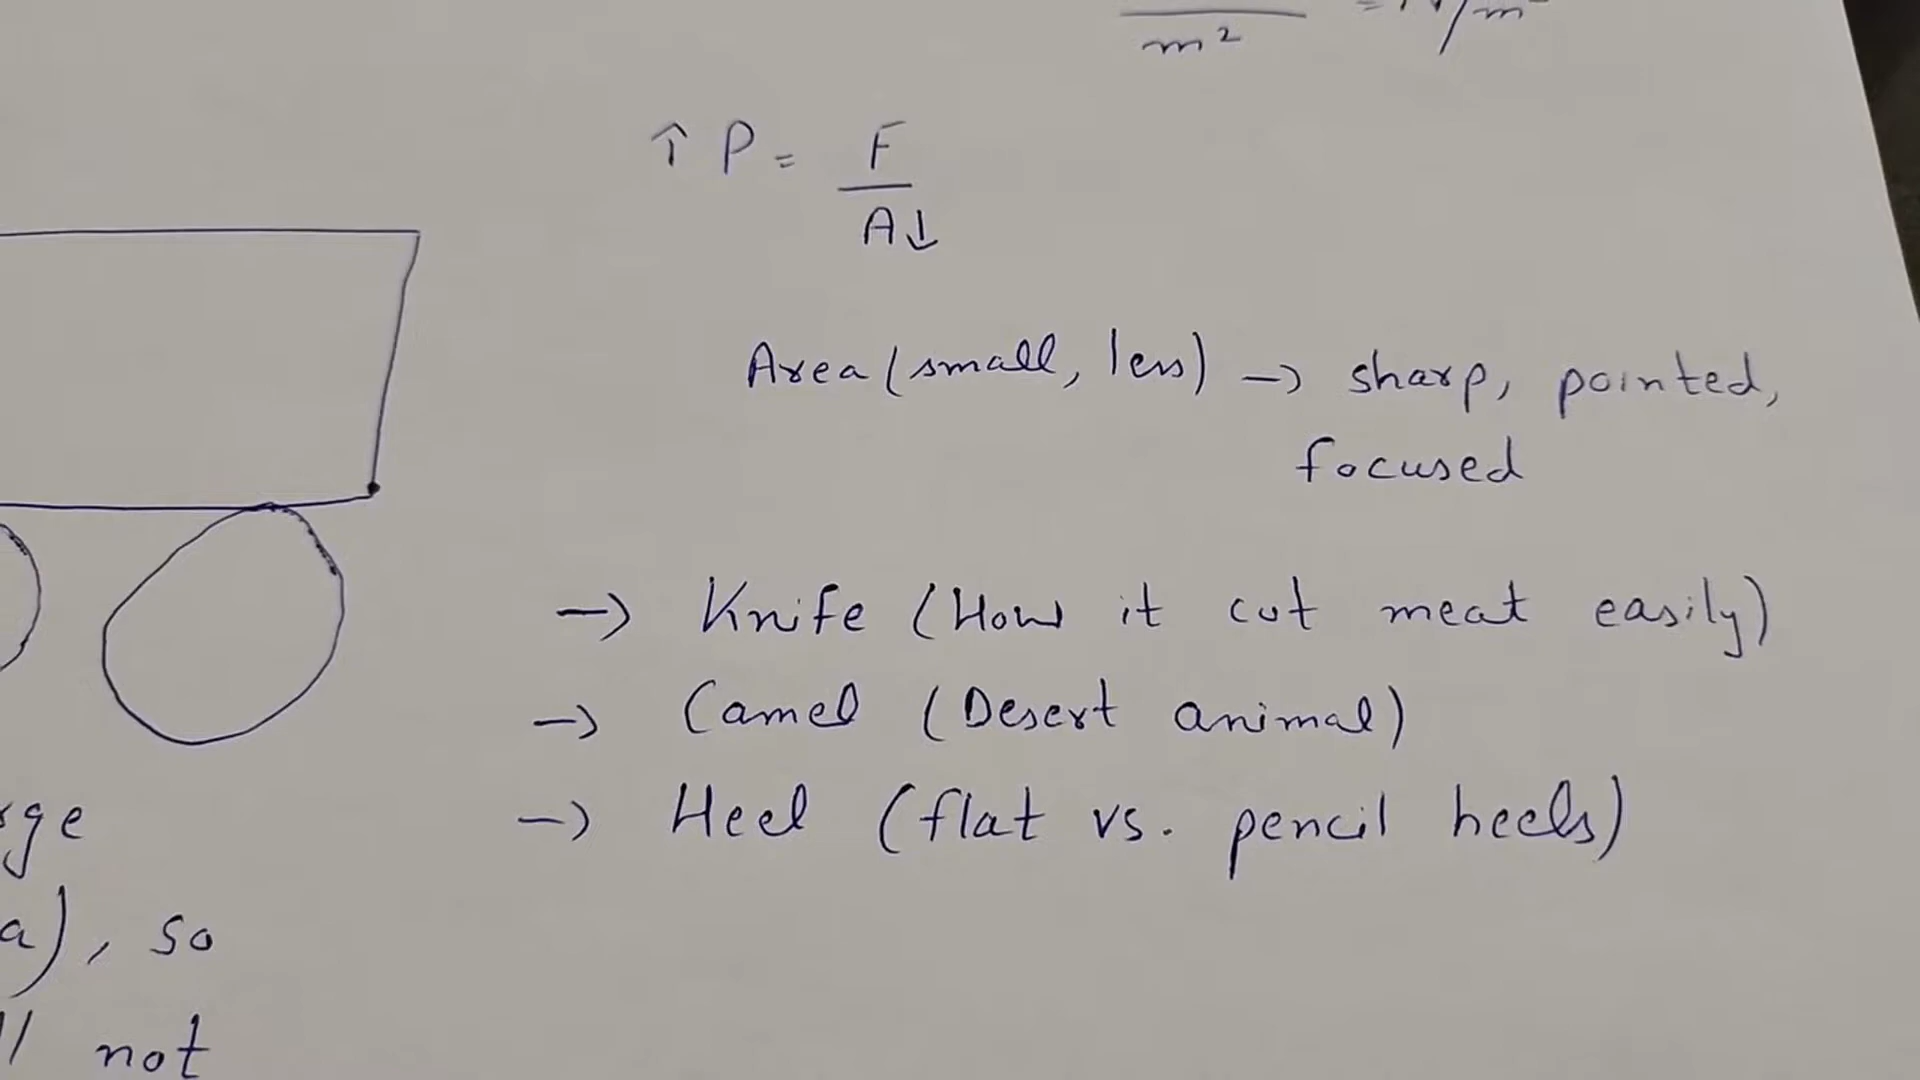 m²
↑ P = F
A↓
Area (small, less) → sharp, pointed,
focused
→ Knife (How it cut meat easily)
→ Camel (Desert animal)
→ Heel (flat vs. pencil heels)
so
not